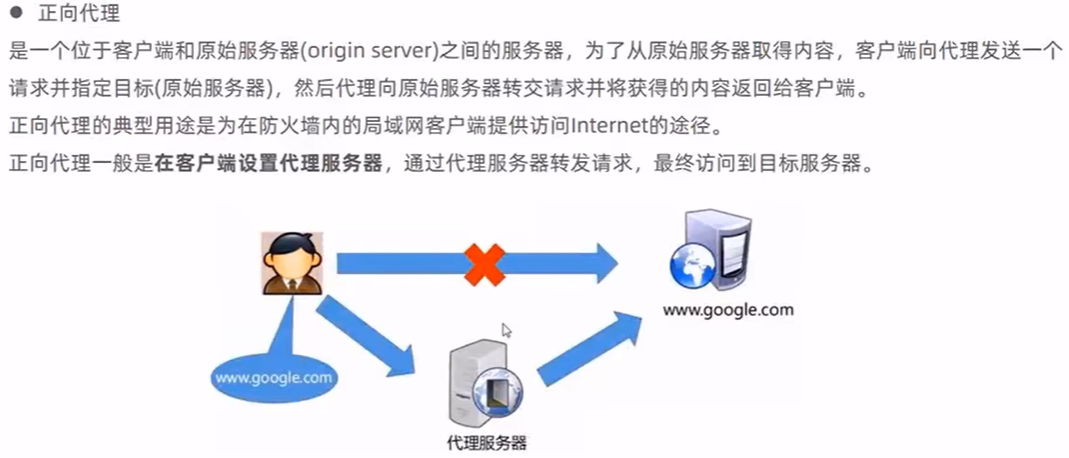 ● 正向代理
是一个位于客户端和原始服务器(origin server)之间的服务器，为了从原始服务器取得内容，客户端向代理发送一个
请求并指定目标(原始服务器)，然后代理向原始服务器转交请求并将获得的内容返回给客户端。
正向代理的典型用途是为在防火墙内的局域网客户端提供访问Internet的途径。
正向代理一般是在客户端设置代理服务器，通过代理服务器转发请求，最终访问到目标服务器。
www.google.com
www.google.com
代理服务器